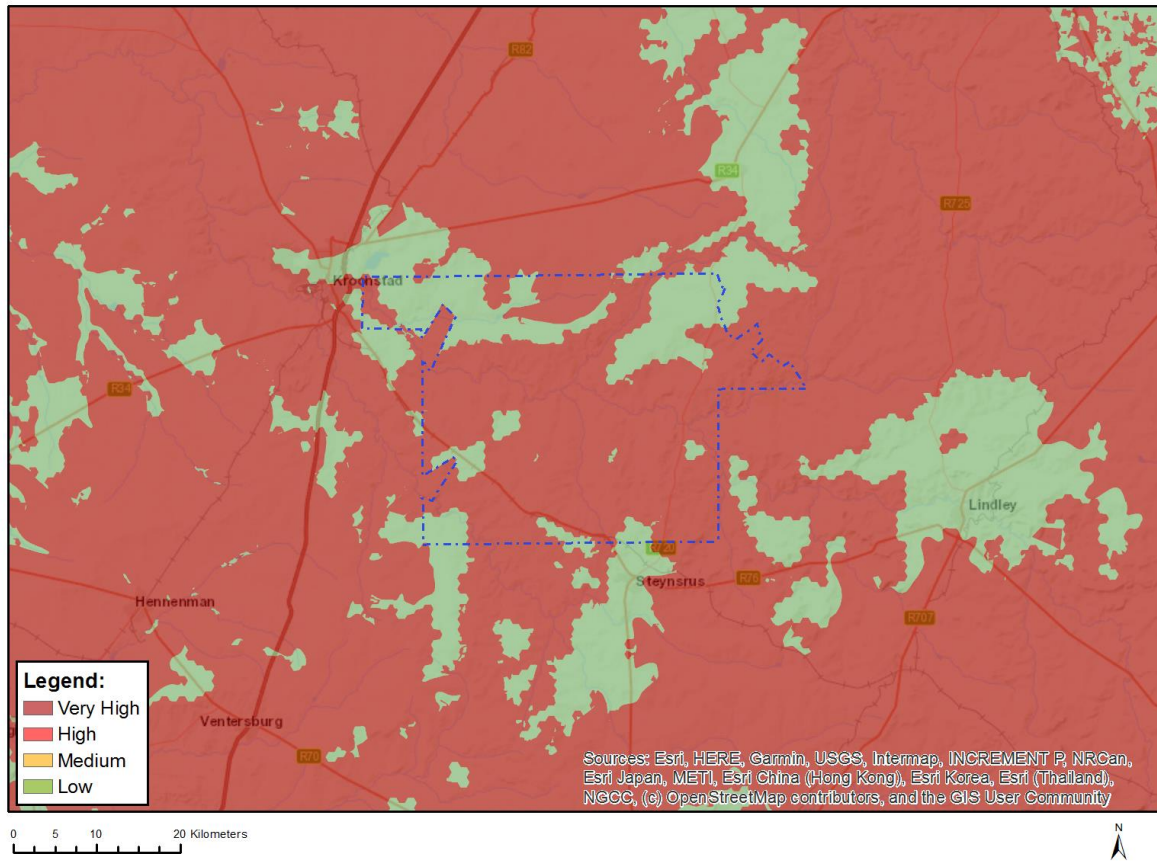 R82
R34
R725
Kroonstad
R34
Lindley
R720
Steynsrus
R76
Hennenman
R707
Ventersburg
R70
Legend:
Very High
High
Medium
Low
Sources: Esri, HERE, Garmin, USGS, Intermap, INCREMENT P, NRCan,
Esri Japan, METI, Esri China (Hong Kong), Esri Korea, Esri (Thailand),
NGCC, (c) OpenStreetMap contributors, and the GIS User Community
0 5 10 20 Kilometers
N